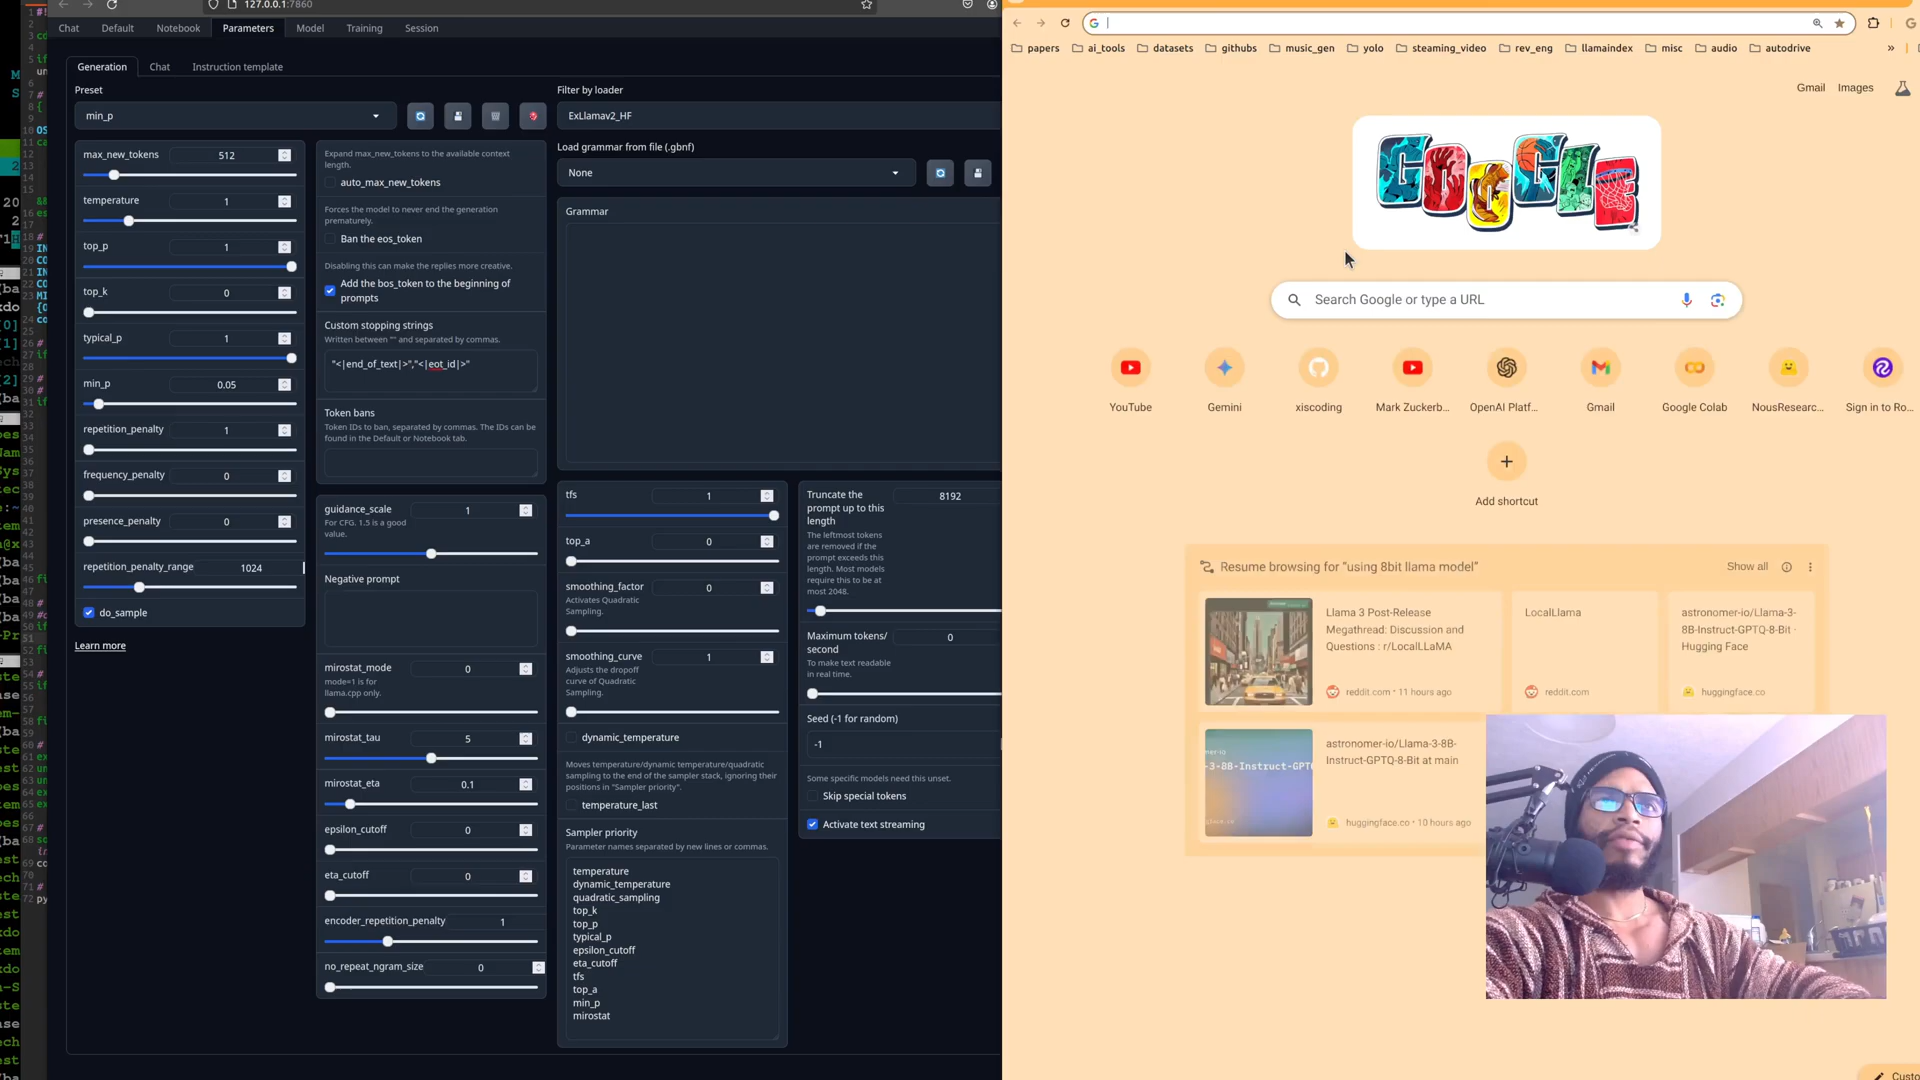 127.0.0.1:7860
Chat
Default
Notebook
Parameters
Model
Training
Session
Generation
Chat
Instruction template
Preset
min_p
Filter by loader
ExLlamav2_HF
Load grammar from file (.gbnf)
None
Grammar
max_new_tokens
512
temperature
1
top_p
1
top_k
0
typical_p
1
min_p
0.05
repetition_penalty
1
frequency_penalty
0
presence_penalty
0
repetition_penalty_range
1024
do_sample
Learn more
Expand max_new_tokens to the available context
length.
auto_max_new_tokens
Forces the model to never end the generation
prematurely.
Ban the eos_token
Disabling this can make the replies more creative.
Add the bos_token to the beginning of
prompts
Custom stopping strings
Written between "" and separated by commas.
"<|end_of_text|>","<|eot_id|>"
Token bans
Token IDs to ban, separated by commas. The IDs can be
found in the Default or Notebook tab.
guidance_scale
1
For CFG. 1.5 is a good
value.
Negative prompt
mirostat_mode
0
mode=1 is for
llama.cpp only.
mirostat_tau
5
mirostat_eta
0.1
epsilon_cutoff
0
eta_cutoff
0
encoder_repetition_penalty
1
no_repeat_ngram_size
0
tfs
1
top_a
0
smoothing_factor
0
Activates Quadratic
Sampling.
smoothing_curve
1
Adjusts the dropoff
curve of Quadratic
Sampling.
dynamic_temperature
Moves temperature/dynamic temperature/quadratic
sampling to the end of the sampler stack, ignoring their
positions in "Sampler priority".
temperature_last
Sampler priority
Parameter names separated by new lines or commas.
temperature
dynamic_temperature
quadratic_sampling
top_k
top_p
typical_p
epsilon_cutoff
eta_cutoff
tfs
top_a
min_p
mirostat
Truncate the
prompt up to this
length
8192
The leftmost tokens
are removed if the
prompt exceeds this
length. Most models
require this to be at
most 2048.
Maximum tokens/
second
0
To make text readable
in real time.
Seed (-1 for random)
-1
Some specific models need this unset.
Skip special tokens
Activate text streaming
papers
ai_tools
datasets
githubs
music_gen
yolo
steaming_video
rev_eng
llamaindex
misc
audio
autodrive
»
Gmail
Images
GOOGLE
Search Google or type a URL
YouTube
Gemini
xiscoding
Mark Zuckerb...
OpenAI Platf...
Gmail
Google Colab
NousResearc...
Sign in to Ro...
Add shortcut
Resume browsing for "using 8bit llama model"
Show all
Llama 3 Post-Release
Megathread: Discussion and
Questions : r/LocalLLaMA
reddit.com • 11 hours ago
LocalLlama
reddit.com
astronomer-io/Llama-3-
8B-Instruct-GPTQ-8-Bit ·
Hugging Face
huggingface.co
astronomer-io/Llama-3-8B-
Instruct-GPTQ-8-Bit at main
huggingface.co • 10 hours ago